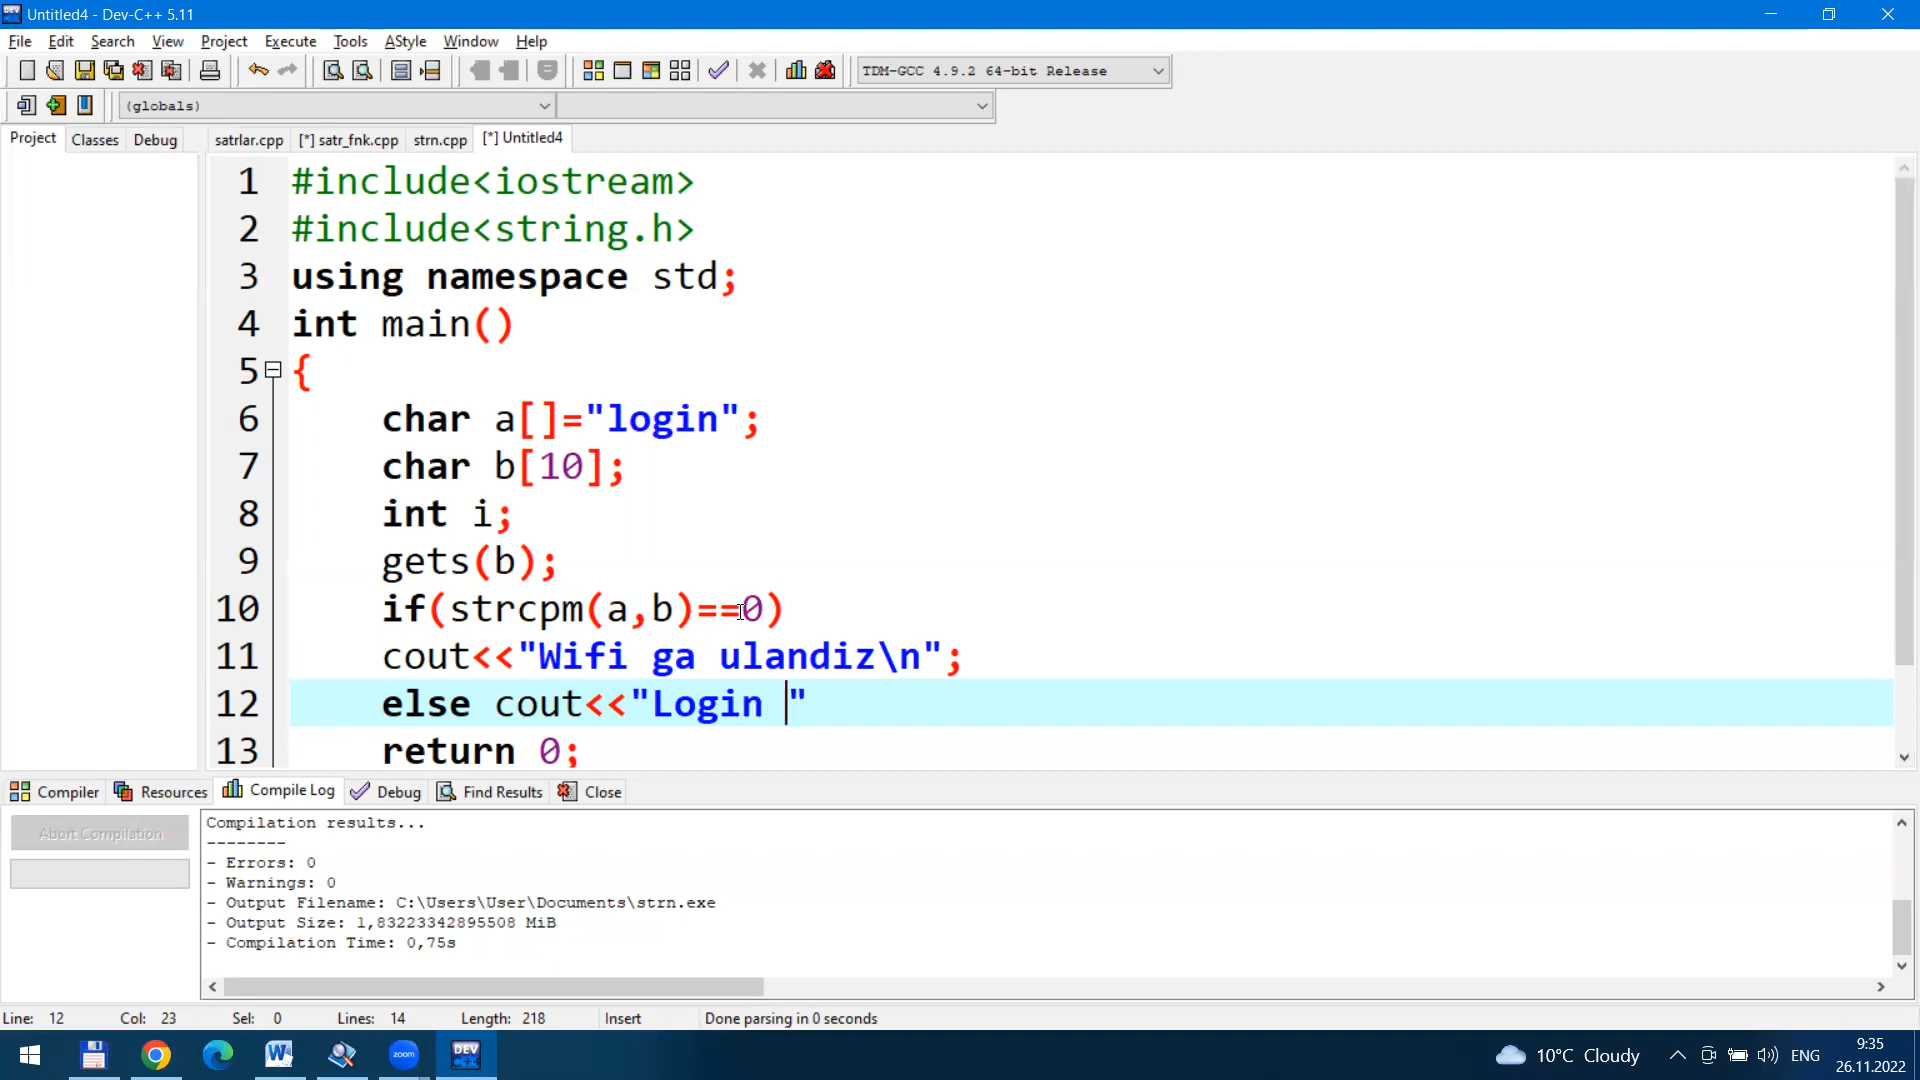 Untitled4 - Dev-C++ 5.11
File Edit Search View Project Execute Tools AStyle Window Help
TDM-GCC 4.9.2 64-bit Release
(globals)
Project Classes Debug satrlar.cpp [*] satr_fnk.cpp strn.cpp [*] Untitled4
1 #include<iostream>
2 #include<string.h>
3 using namespace std;
4 int main()
5 {
6 char a[]="login";
7 char b[10];
8 int i;
9 gets(b);
10 if(strcpm(a,b)==0)
11 cout<<"Wifi ga ulandiz\n";
12 else cout<<"Login "
13 return 0;
Compiler Resources Compile Log Debug Find Results Close
Abort Compilation
Compilation results...
--------
- Errors: 0
- Warnings: 0
- Output Filename: C:\Users\User\Documents\strn.exe
- Output Size: 1,83223342895508 MiB
- Compilation Time: 0,75s
Line: 12 Col: 23 Sel: 0 Lines: 14 Length: 218 Insert Done parsing in 0 seconds
zoom DEV C++ 10°C Cloudy ENG 9:35
26.11.2022